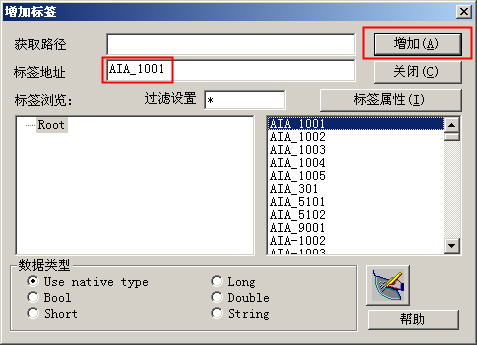 增加标签
获取路径
增加(A)
标签地址 AIA_1001
关闭(C)
标签浏览: 过滤设置 *
标签属性(I)
Root
AIA_1001
AIA_1002
AIA_1003
AIA_1004
AIA_1005
AIA_301
AIA_5101
AIA_5102
AIA_9001
AIA-1002
AIA-1003
数据类型
Use native type Long
Bool Double
Short String
帮助